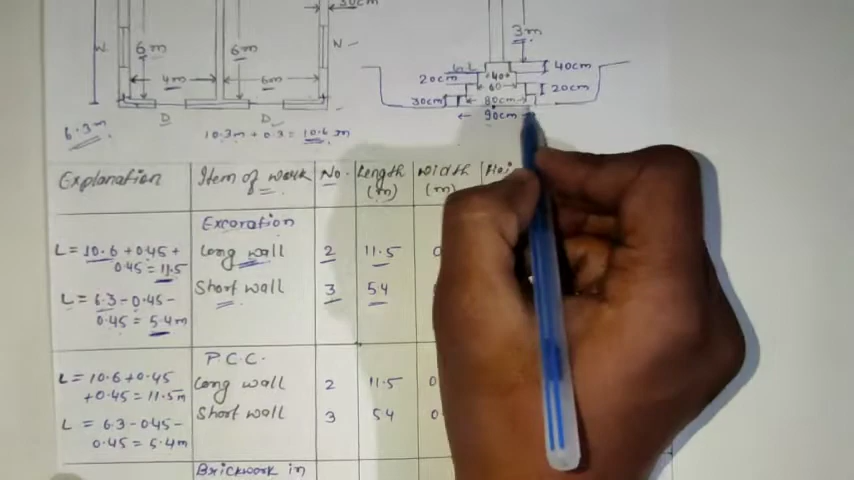 30cm
W
6m
6m
N
4m
6m
D
D
6.3m
10.3m + 0.3 = 10.6 m
3m
40cm
20cm
40
60
20cm
30cm
80cm
90cm
Explanation
Item of work
No.
Length
(m)
width
(m)
Excavation
L = 10.6 + 0.45 +
0.45 = 11.5
Long wall
2
11.5
L = 6.3 - 0.45 -
0.45 = 5.4m
Short wall
3
54
P.C.C.
L = 10.6 + 0.45
+ 0.45 = 11.5m
Long wall
2
11.5
L = 6.3 - 0.45 -
0.45 = 5.4m
Short wall
3
54
Brickwork in